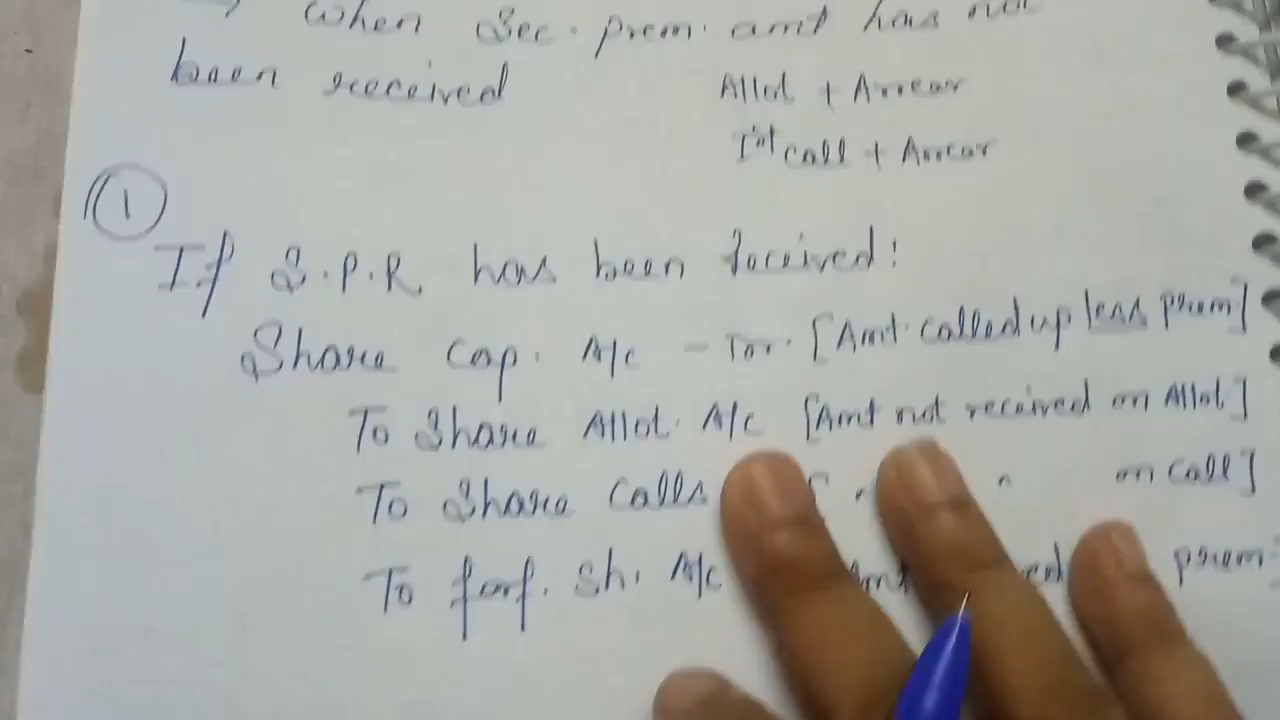 When Sec. prem. amt has not
been received
Allot + Arrear
Ist call + Arrear
1
If S.P.R. has been received:
Share Cap. A/c - Dr. [Amt. called up less prem]
To Share Allot. A/c [Amt not received on Allot]
To Share Calls [ " " on call]
To forf. Sh. A/c Amt prem